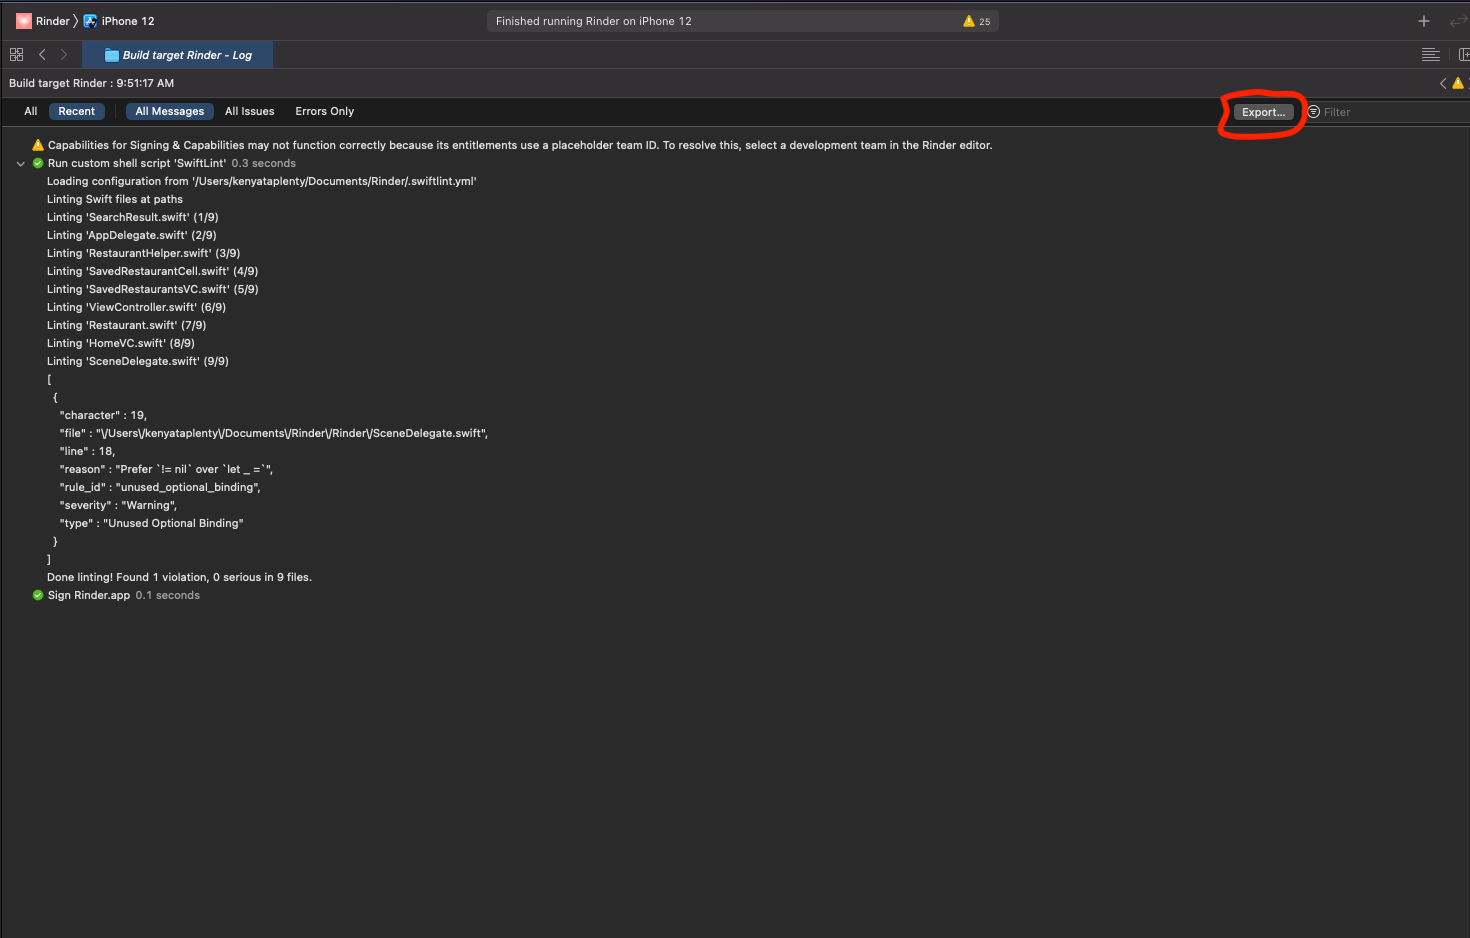 Rinder 〉 iPhone 12
Finished running Rinder on iPhone 12
25
Build target Rinder - Log
Build target Rinder : 9:51:17 AM
All Recent All Messages All Issues Errors Only Export... Filter
Capabilities for Signing & Capabilities may not function correctly because its entitlements use a placeholder team ID. To resolve this, select a development team in the Rinder editor.
Run custom shell script 'SwiftLint' 0.3 seconds
Loading configuration from '/Users/kenyataplenty/Documents/Rinder/.swiftlint.yml'
Linting Swift files at paths
Linting 'SearchResult.swift' (1/9)
Linting 'AppDelegate.swift' (2/9)
Linting 'RestaurantHelper.swift' (3/9)
Linting 'SavedRestaurantCell.swift' (4/9)
Linting 'SavedRestaurantsVC.swift' (5/9)
Linting 'ViewController.swift' (6/9)
Linting 'Restaurant.swift' (7/9)
Linting 'HomeVC.swift' (8/9)
Linting 'SceneDelegate.swift' (9/9)
[
{
"character" : 19,
"file" : "\/Users\/kenyataplenty\/Documents\/Rinder\/Rinder\/SceneDelegate.swift",
"line" : 18,
"reason" : "Prefer `!= nil` over `let _ =`",
"rule_id" : "unused_optional_binding",
"severity" : "Warning",
"type" : "Unused Optional Binding"
}
]
Done linting! Found 1 violation, 0 serious in 9 files.
Sign Rinder.app 0.1 seconds